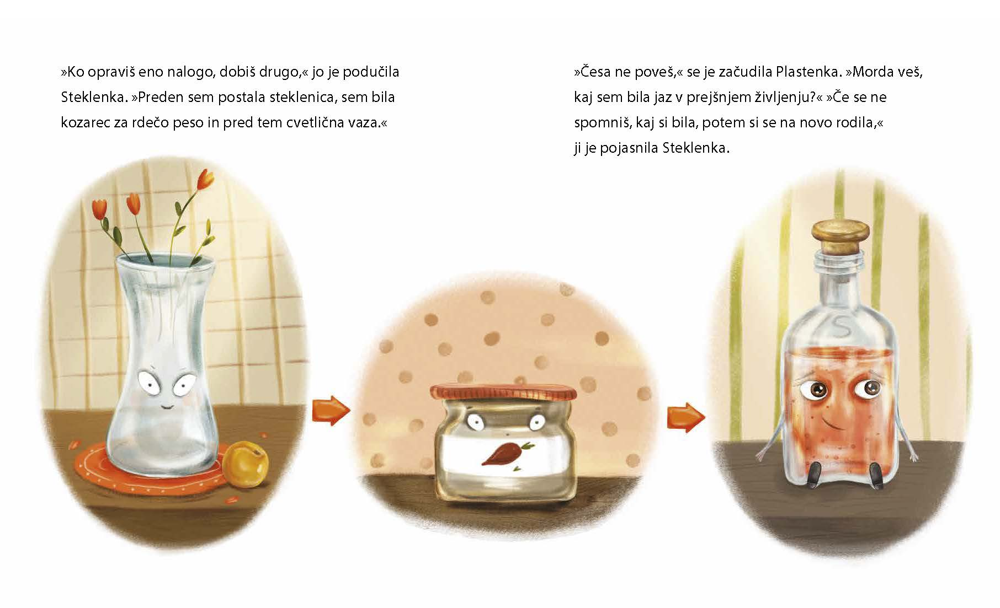 »Ko opraviš eno nalogo, dobiš drugo,« jo je podučila
Steklenka. »Preden sem postala steklenica, sem bila
kozarec za rdečo peso in pred tem cvetlična vaza.«
»Česa ne poveš,« se je začudila Plastenka. »Morda veš,
kaj sem bila jaz v prejšnjem življenju?« »Če se ne
spomniš, kaj si bila, potem si se na novo rodila,«
ji je pojasnila Steklenka.
S